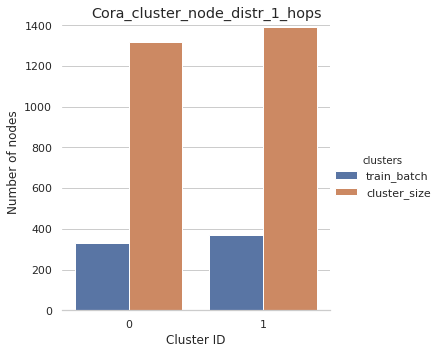 Cora_cluster_node_distr_1_hops
1400
1200
1000
800
600
400
200
0
Number of nodes
0 1
Cluster ID
clusters
train_batch
cluster_size